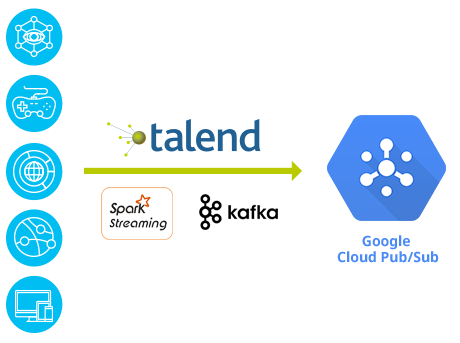 talend
Spark
Streaming
kafka
Google
Cloud Pub/Sub